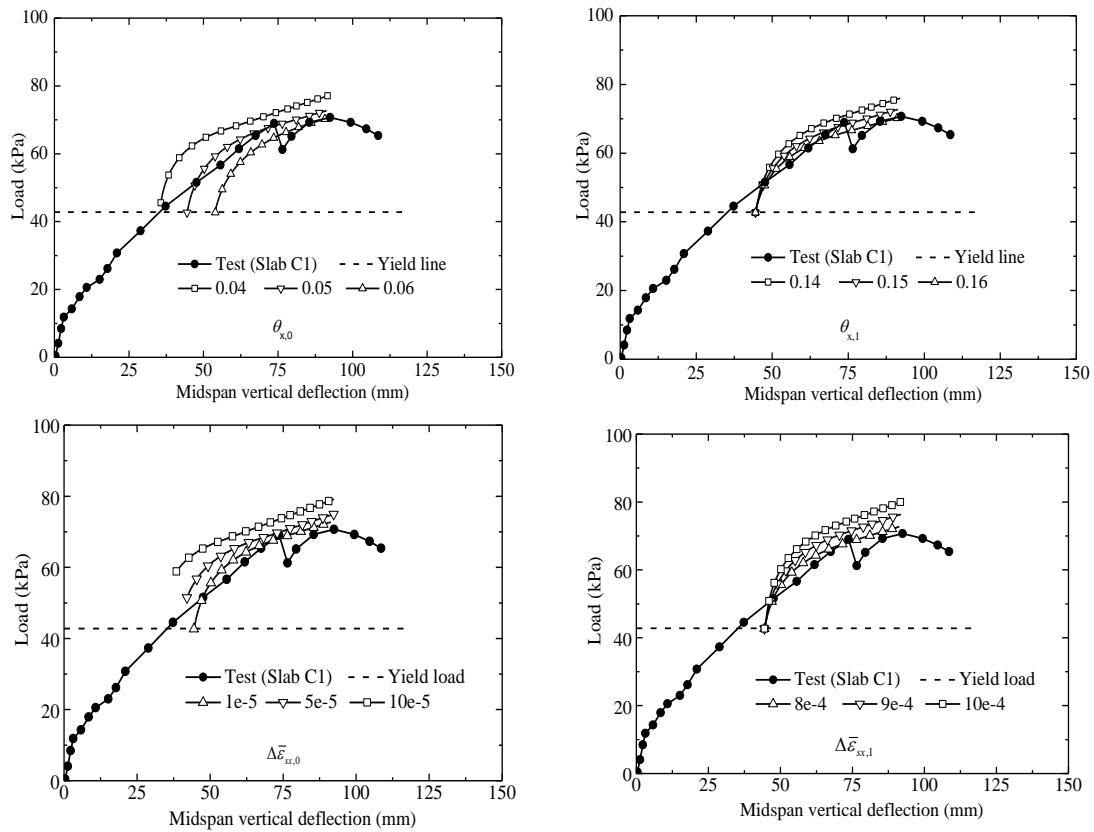 100
80
60
40
20
0
Load (kPa)
Test (Slab C1) Yield line
0.04 0.05 0.06
θx,0
0 25 50 75 100 125 150
Midspan vertical deflection (mm)
100
80
60
40
20
0
Load (kPa)
Test (Slab C1) Yield line
0.14 0.15 0.16
θx,1
0 25 50 75 100 125 150
Midspan vertical deflection (mm)
100
80
60
40
20
0
Load (kPa)
Test (Slab C1) Yield load
1e-5 5e-5 10e-5
Δε̅sx,0
0 25 50 75 100 125 150
Midspan vertical deflection (mm)
100
80
60
40
20
0
Load (kPa)
Test (Slab C1) Yield load
8e-4 9e-4 10e-4
Δε̅sx,1
0 25 50 75 100 125 150
Midspan vertical deflection (mm)